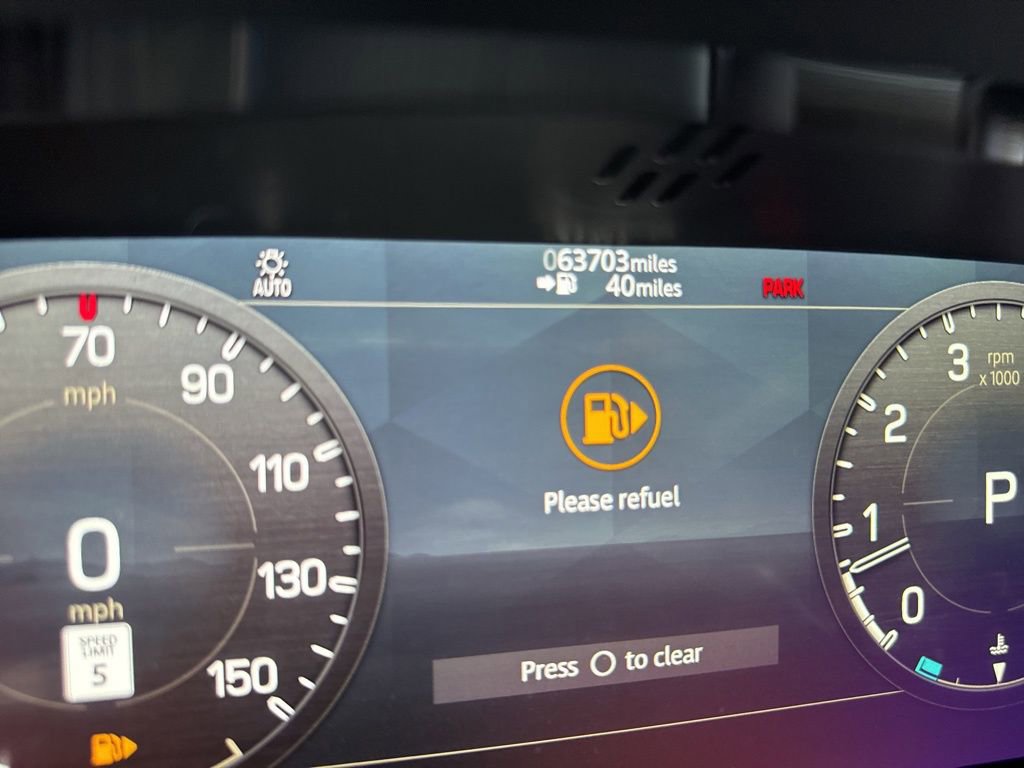 AUTO
063703miles
40miles
PARK
70
mph
90
110
130
150
0
mph
SPEED
LIMIT
5
Please refuel
Press O to clear
3
rpm
x 1000
2
1
0
P